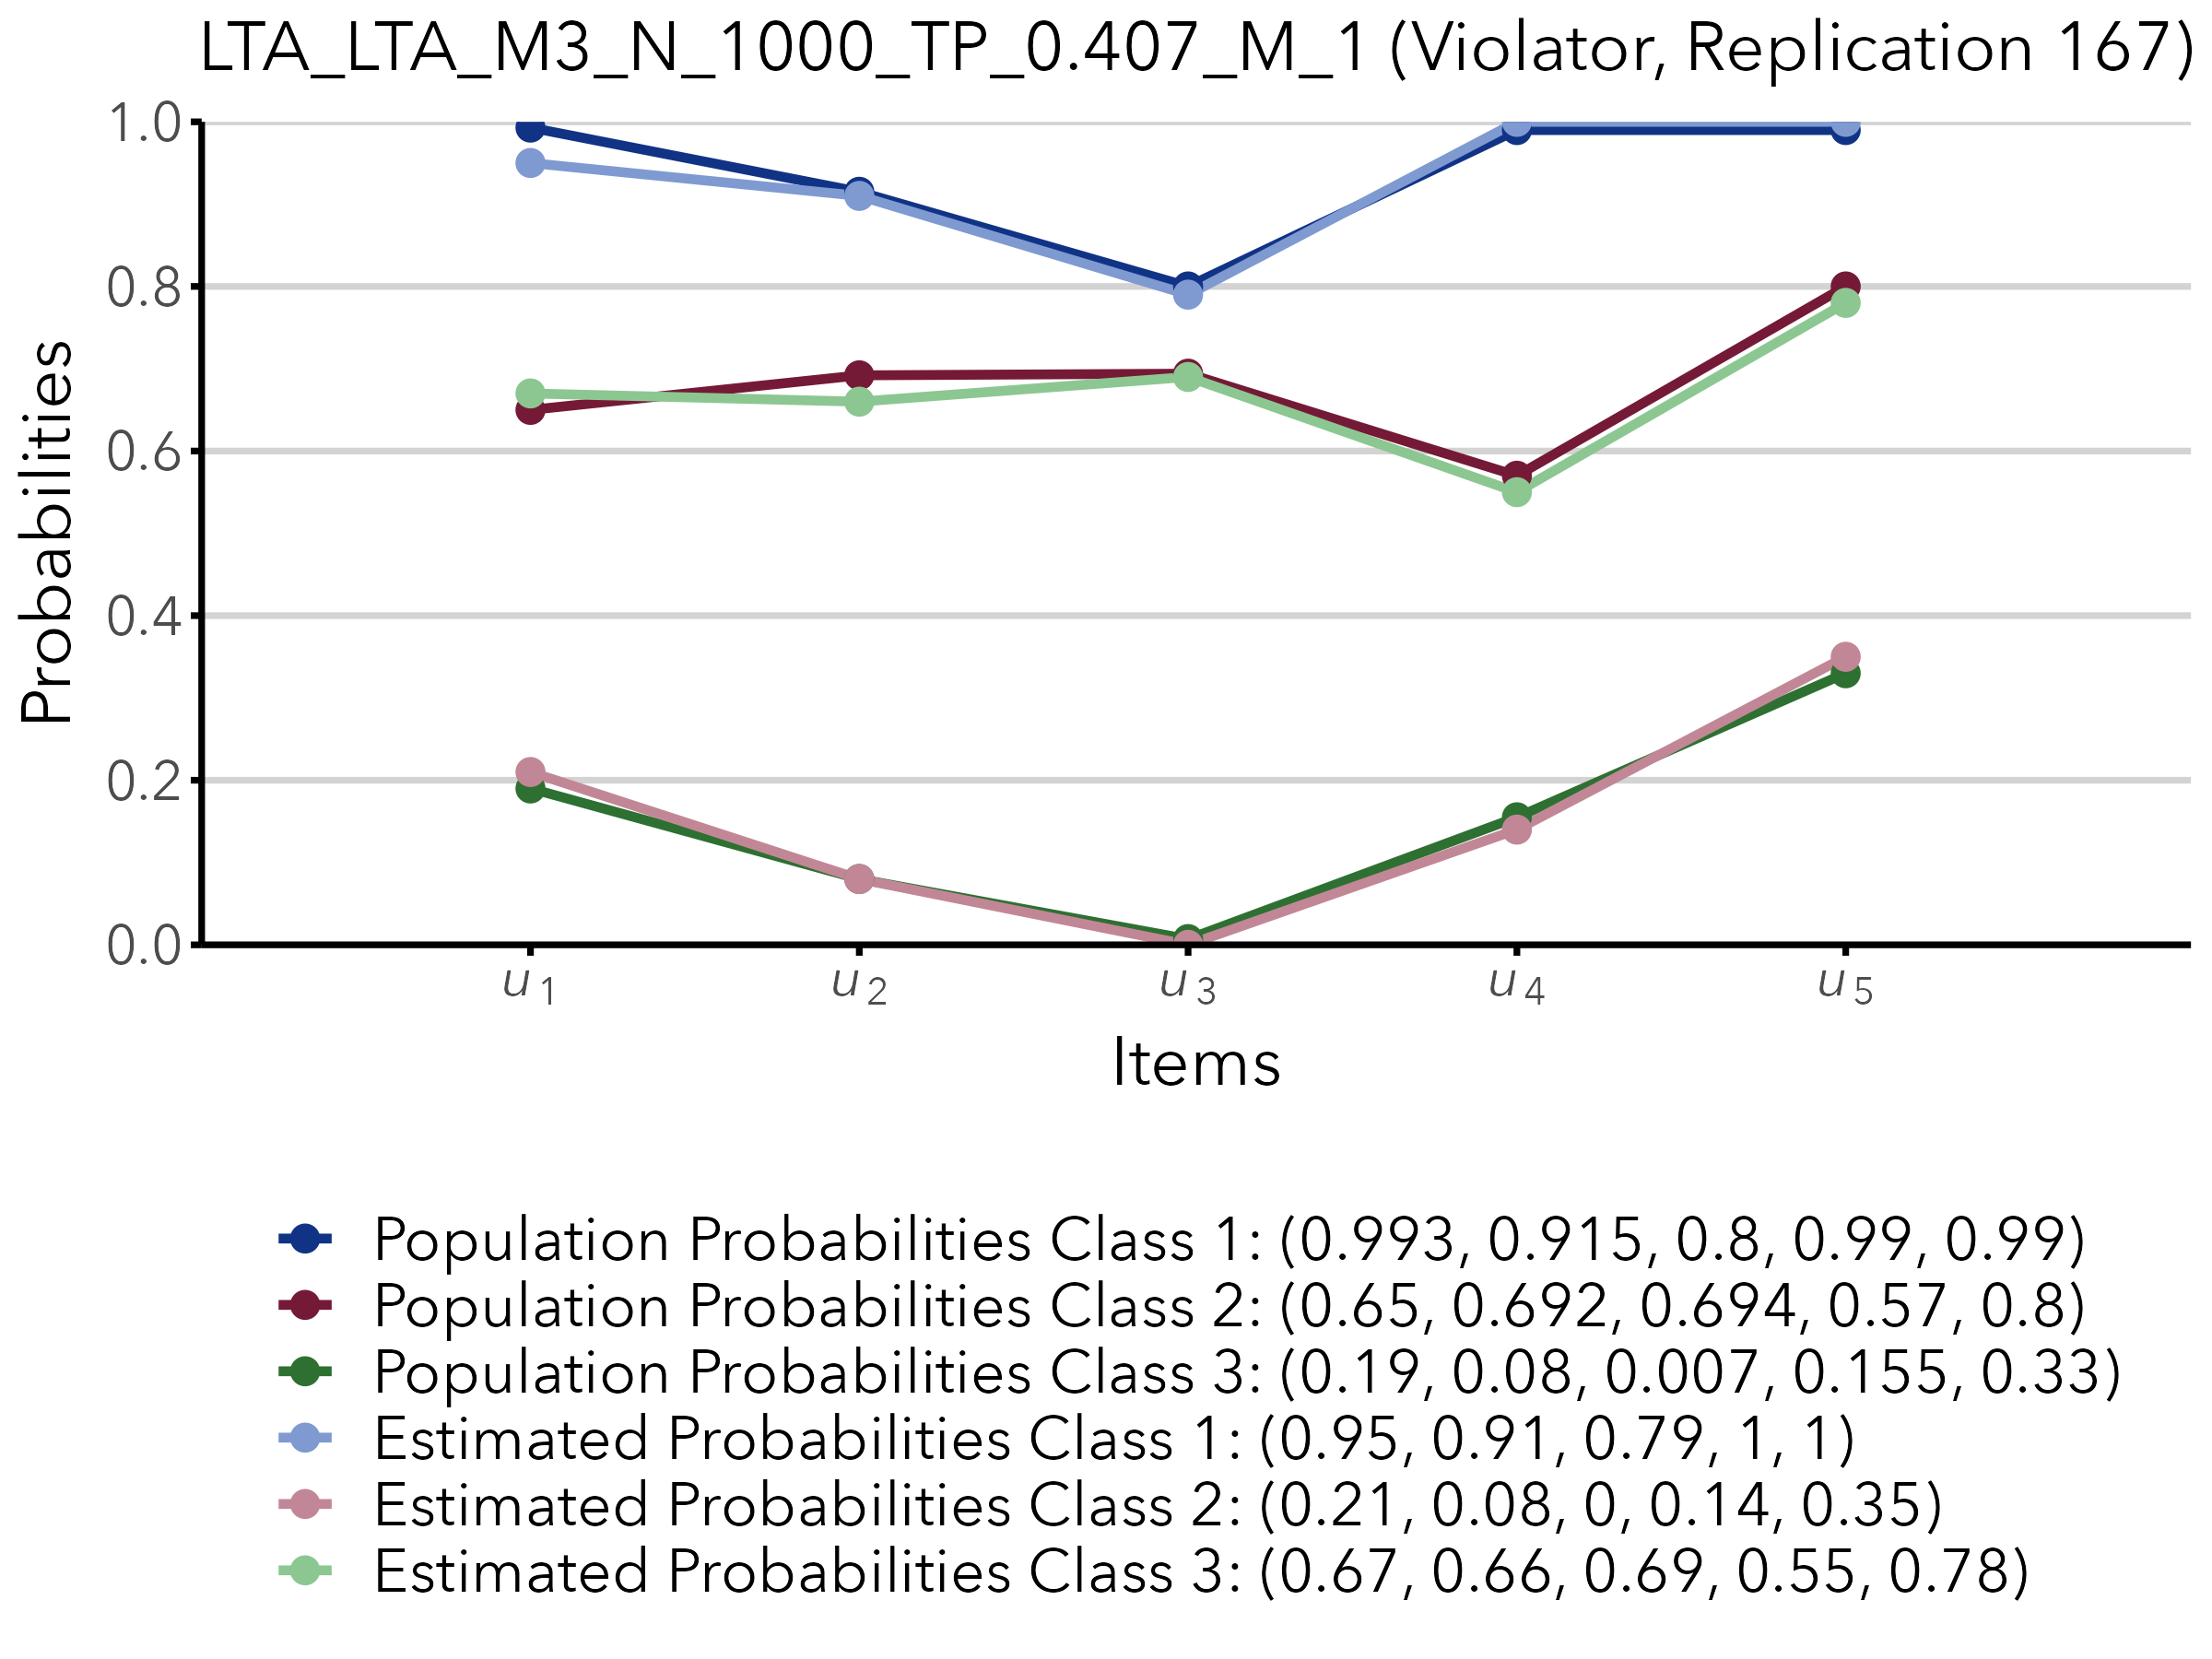 LTA_LTA_M3_N_1000_TP_0.407_M_1 (Violator, Replication 167)
1.0
0.8
0.6
0.4
0.2
0.0
Probabilities
u1 u2 u3 u4 u5
Items
Population Probabilities Class 1: (0.993, 0.915, 0.8, 0.99, 0.99)
Population Probabilities Class 2: (0.65, 0.692, 0.694, 0.57, 0.8)
Population Probabilities Class 3: (0.19, 0.08, 0.007, 0.155, 0.33)
Estimated Probabilities Class 1: (0.95, 0.91, 0.79, 1, 1)
Estimated Probabilities Class 2: (0.21, 0.08, 0, 0.14, 0.35)
Estimated Probabilities Class 3: (0.67, 0.66, 0.69, 0.55, 0.78)